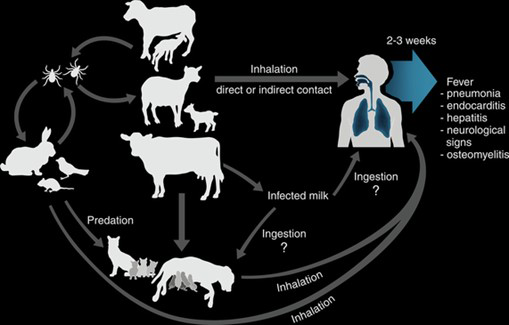 2-3 weeks
Inhalation
direct or indirect contact
Fever
- pneumonia
- endocarditis
- hepatitis
- neurological
signs
- osteomyelitis
Ingestion
?
Infected milk
Predation
Ingestion
?
Inhalation
Inhalation